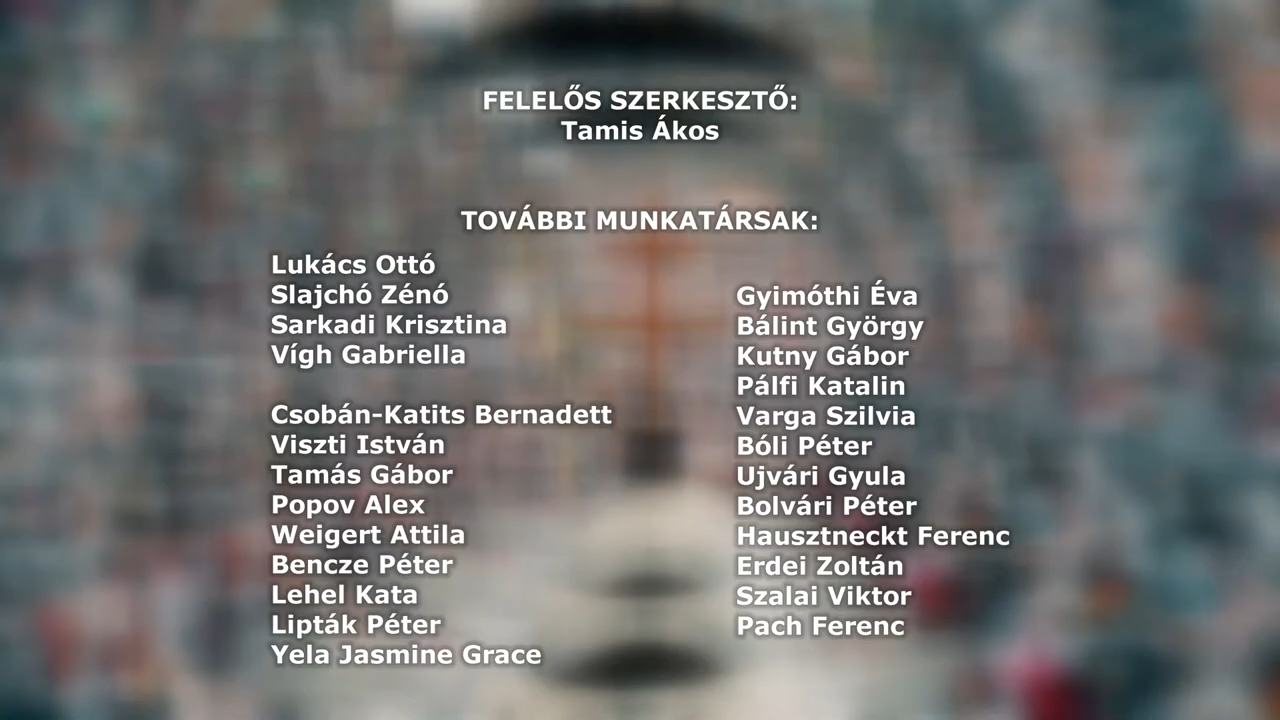 FELELŐS SZERKESZTŐ:
Tamis Ákos
TOVÁBBI MUNKATÁRSAK:
Lukács Ottó
Slajchó Zénó
Sarkadi Krisztina
Vígh Gabriella
Csobán-Katits Bernadett
Viszti István
Tamás Gábor
Popov Alex
Weigert Attila
Bencze Péter
Lehel Kata
Lipták Péter
Yela Jasmine Grace
Gyimóthi Éva
Bálint György
Kutny Gábor
Pálfi Katalin
Varga Szilvia
Bóli Péter
Ujvári Gyula
Bolvári Péter
Hausztneckt Ferenc
Erdei Zoltán
Szalai Viktor
Pach Ferenc